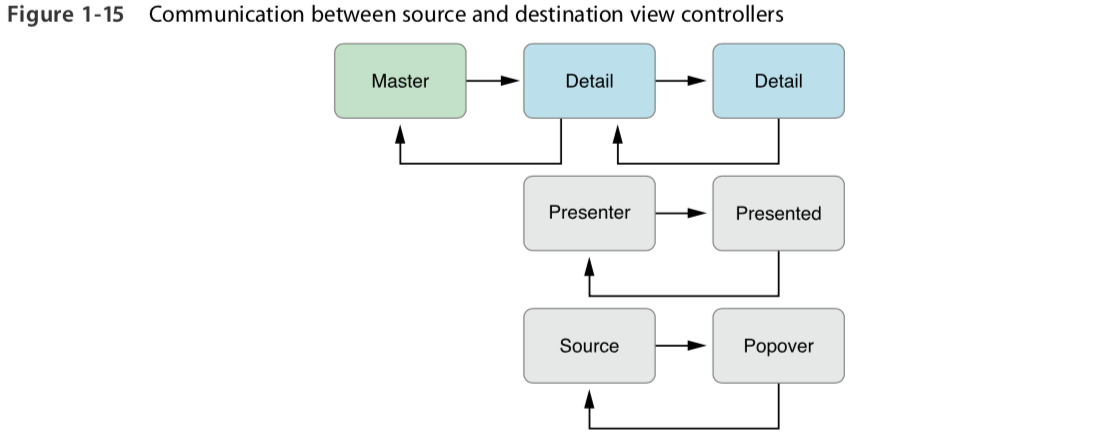 Figure 1-15 Communication between source and destination view controllers
Master Detail Detail
Presenter Presented
Source Popover